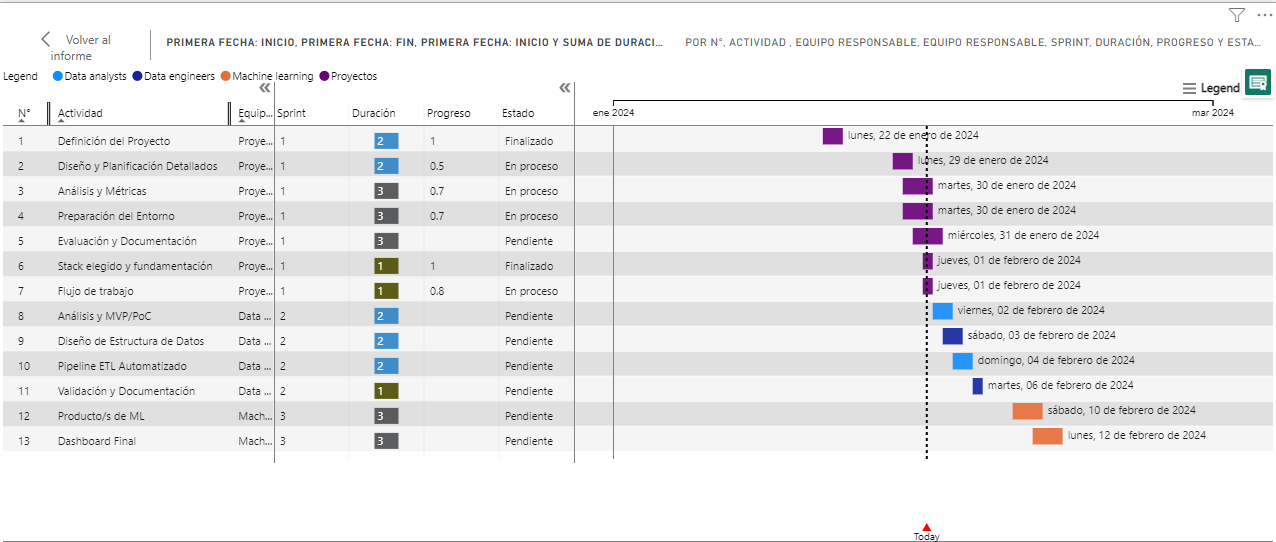 Volver al informe
PRIMERA FECHA: INICIO, PRIMERA FECHA: FIN, PRIMERA FECHA: INICIO Y SUMA DE DURACI...
POR N°, ACTIVIDAD , EQUIPO RESPONSABLE, EQUIPO RESPONSABLE, SPRINT, DURACIÓN, PROGRESO Y ESTA...
Legend Data analysts Data engineers Machine learning Proyectos
Legend
ene 2024 mar 2024
N° Actividad Equip... Sprint Duración Progreso Estado
1 Definición del Proyecto Proye... 1 2 1 Finalizado lunes, 22 de enero de 2024
2 Diseño y Planificación Detallados Proye... 1 2 0.5 En proceso lunes, 29 de enero de 2024
3 Análisis y Métricas Proye... 1 3 0.7 En proceso martes, 30 de enero de 2024
4 Preparación del Entorno Proye... 1 3 0.7 En proceso martes, 30 de enero de 2024
5 Evaluación y Documentación Proye... 1 3 Pendiente miércoles, 31 de enero de 2024
6 Stack elegido y fundamentación Proye... 1 1 1 Finalizado jueves, 01 de febrero de 2024
7 Flujo de trabajo Proye... 1 1 0.8 En proceso jueves, 01 de febrero de 2024
8 Análisis y MVP/PoC Data ... 2 2 Pendiente viernes, 02 de febrero de 2024
9 Diseño de Estructura de Datos Data ... 2 2 Pendiente sábado, 03 de febrero de 2024
10 Pipeline ETL Automatizado Data ... 2 2 Pendiente domingo, 04 de febrero de 2024
11 Validación y Documentación Data ... 2 1 Pendiente martes, 06 de febrero de 2024
12 Producto/s de ML Mach... 3 3 Pendiente sábado, 10 de febrero de 2024
13 Dashboard Final Mach... 3 3 Pendiente lunes, 12 de febrero de 2024
Today